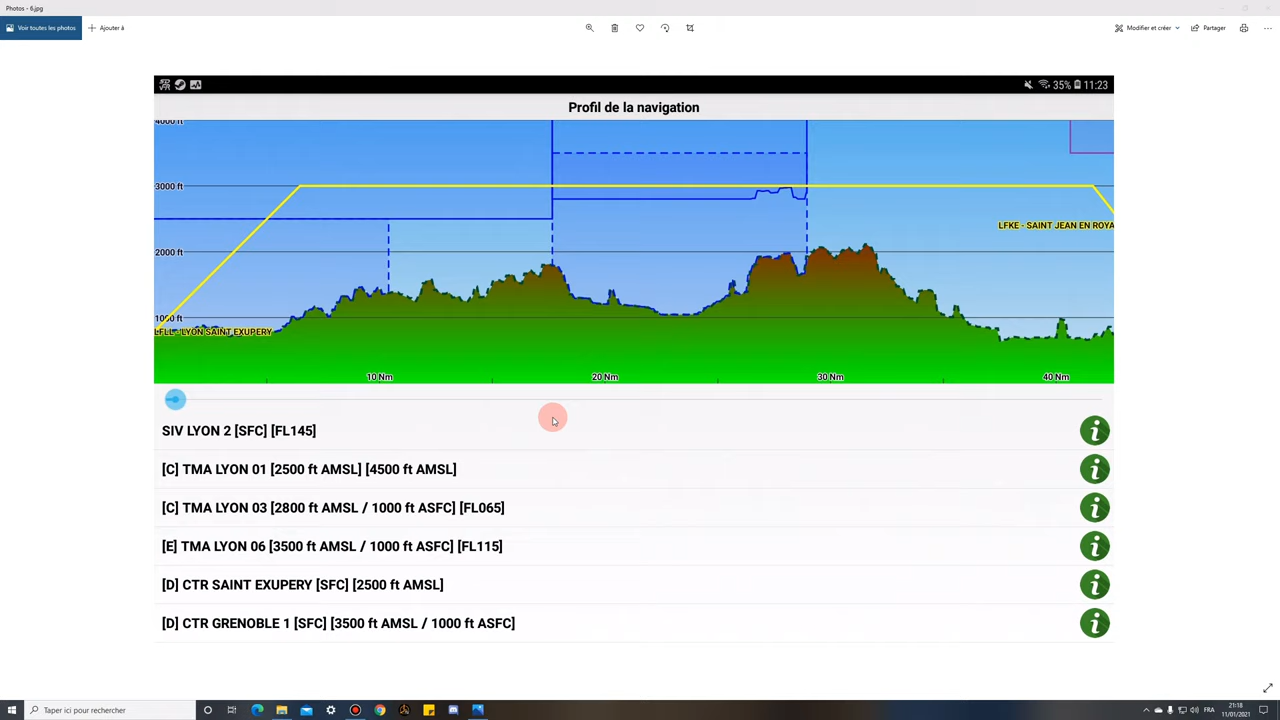 Photos - 6.jpg
Voir toutes les photos
Ajouter à
Modifier et créer
Partager
35% 11:23
Profil de la navigation
4000 ft
3000 ft
LFKE - SAINT JEAN EN ROYA
2000 ft
1000 ft
LFLL - LYON SAINT EXUPERY
10 Nm
20 Nm
30 Nm
40 Nm
SIV LYON 2 [SFC] [FL145]
[C] TMA LYON 01 [2500 ft AMSL] [4500 ft AMSL]
[C] TMA LYON 03 [2800 ft AMSL / 1000 ft ASFC] [FL065]
[E] TMA LYON 06 [3500 ft AMSL / 1000 ft ASFC] [FL115]
[D] CTR SAINT EXUPERY [SFC] [2500 ft AMSL]
[D] CTR GRENOBLE 1 [SFC] [3500 ft AMSL / 1000 ft ASFC]
Taper ici pour rechercher
FRA
21:18
11/01/2021